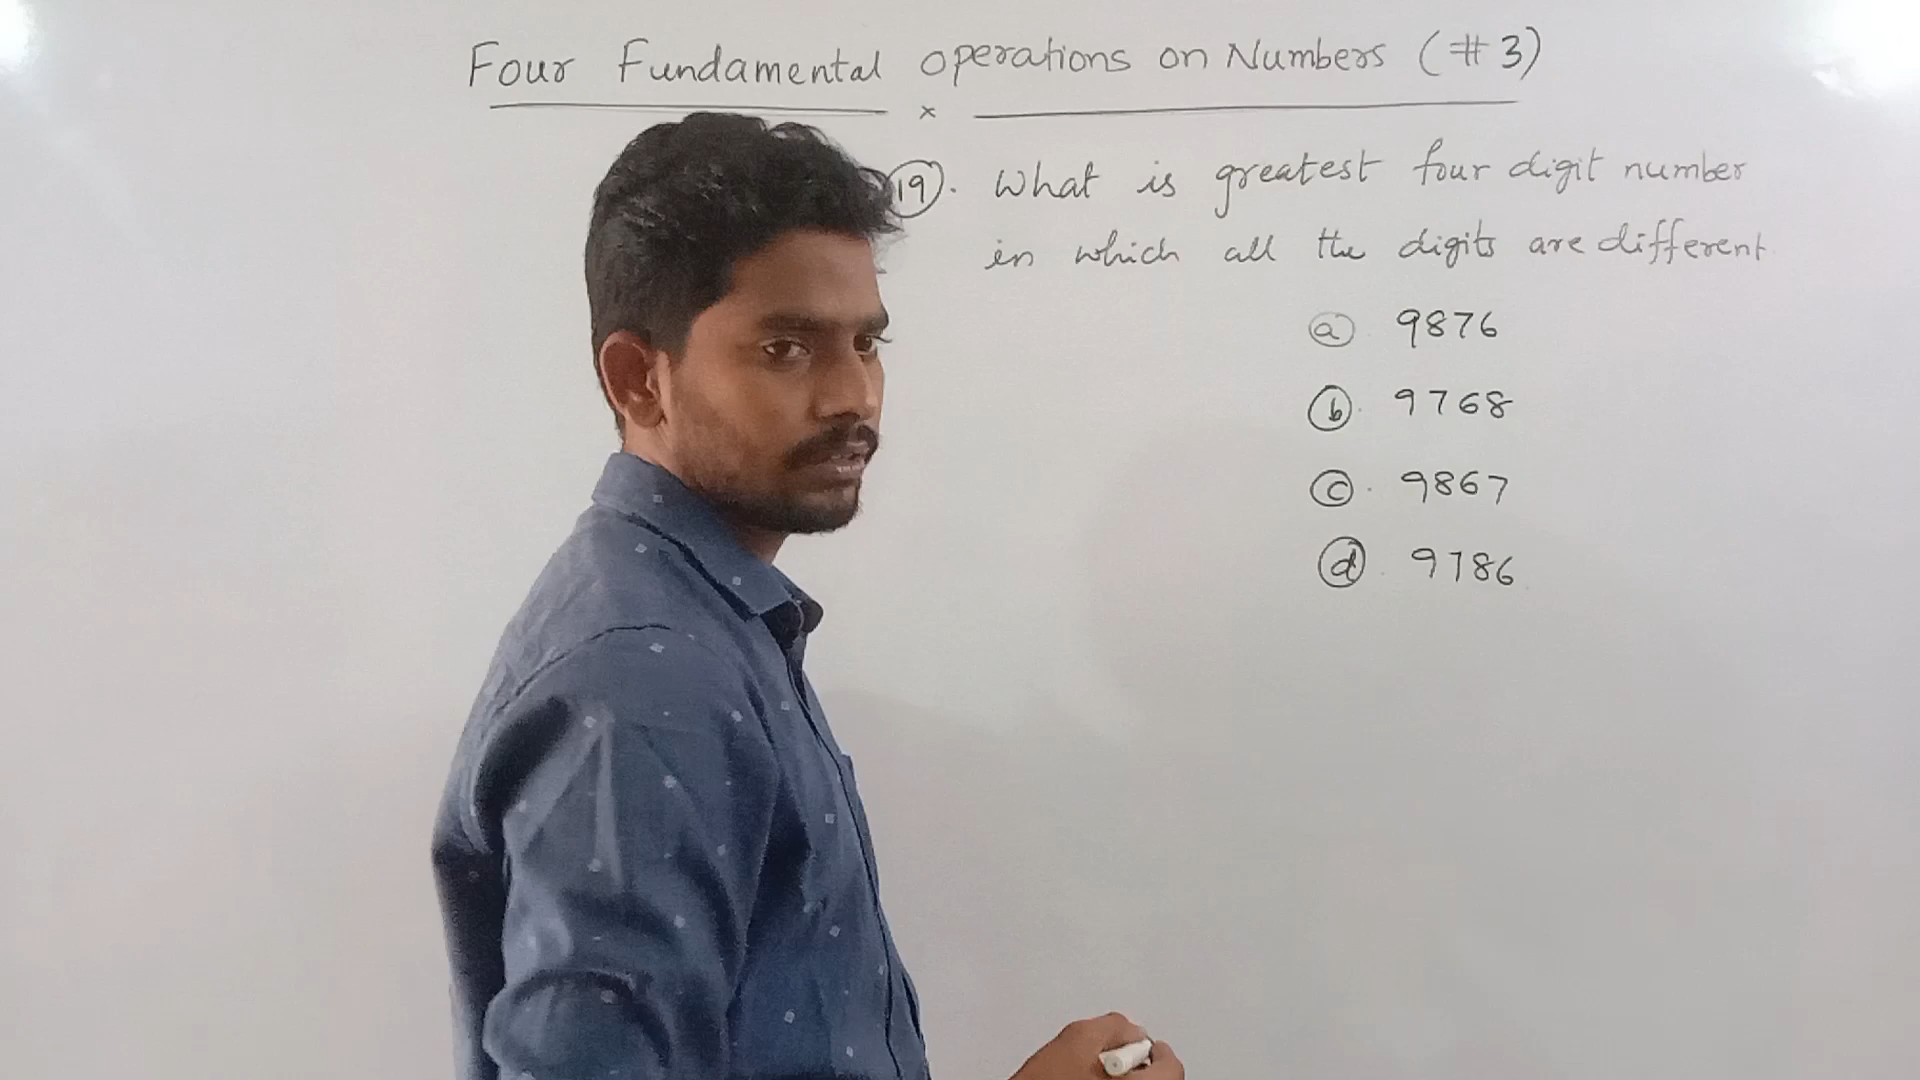 Four Fundamental operations on Numbers (#3)
x
19. What is greatest four digit number
in which all the digits are different.
a 9876
b. 9768
c. 9867
d. 9786